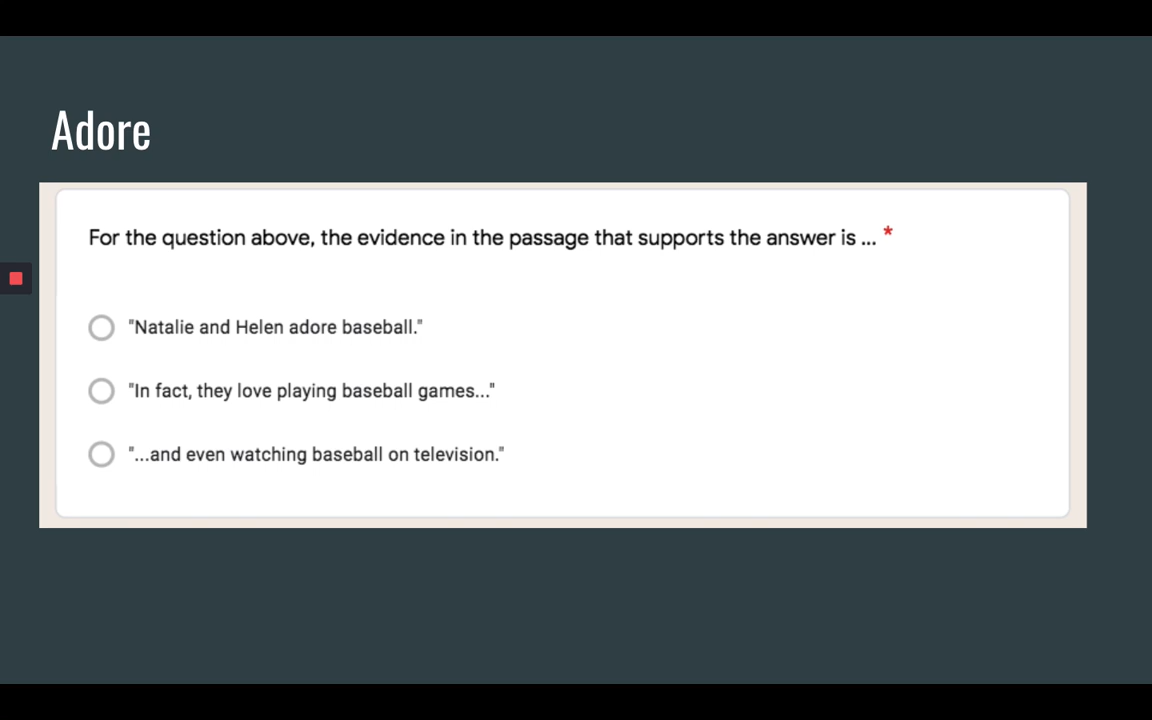 Adore
For the question above, the evidence in the passage that supports the answer is ... *
"Natalie and Helen adore baseball."
"In fact, they love playing baseball games..."
"...and even watching baseball on television."